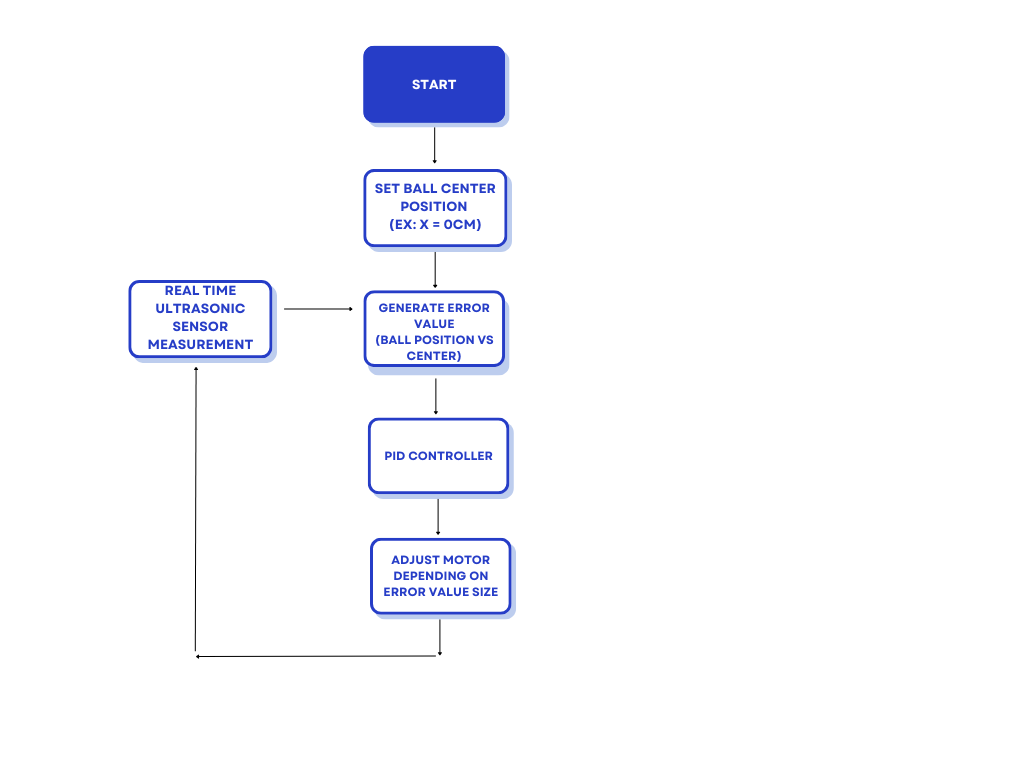 START
SET BALL CENTER
POSITION
(EX: X = 0CM)
REAL TIME
ULTRASONIC
SENSOR
MEASUREMENT
GENERATE ERROR
VALUE
(BALL POSITION VS
CENTER)
PID CONTROLLER
ADJUST MOTOR
DEPENDING ON
ERROR VALUE SIZE